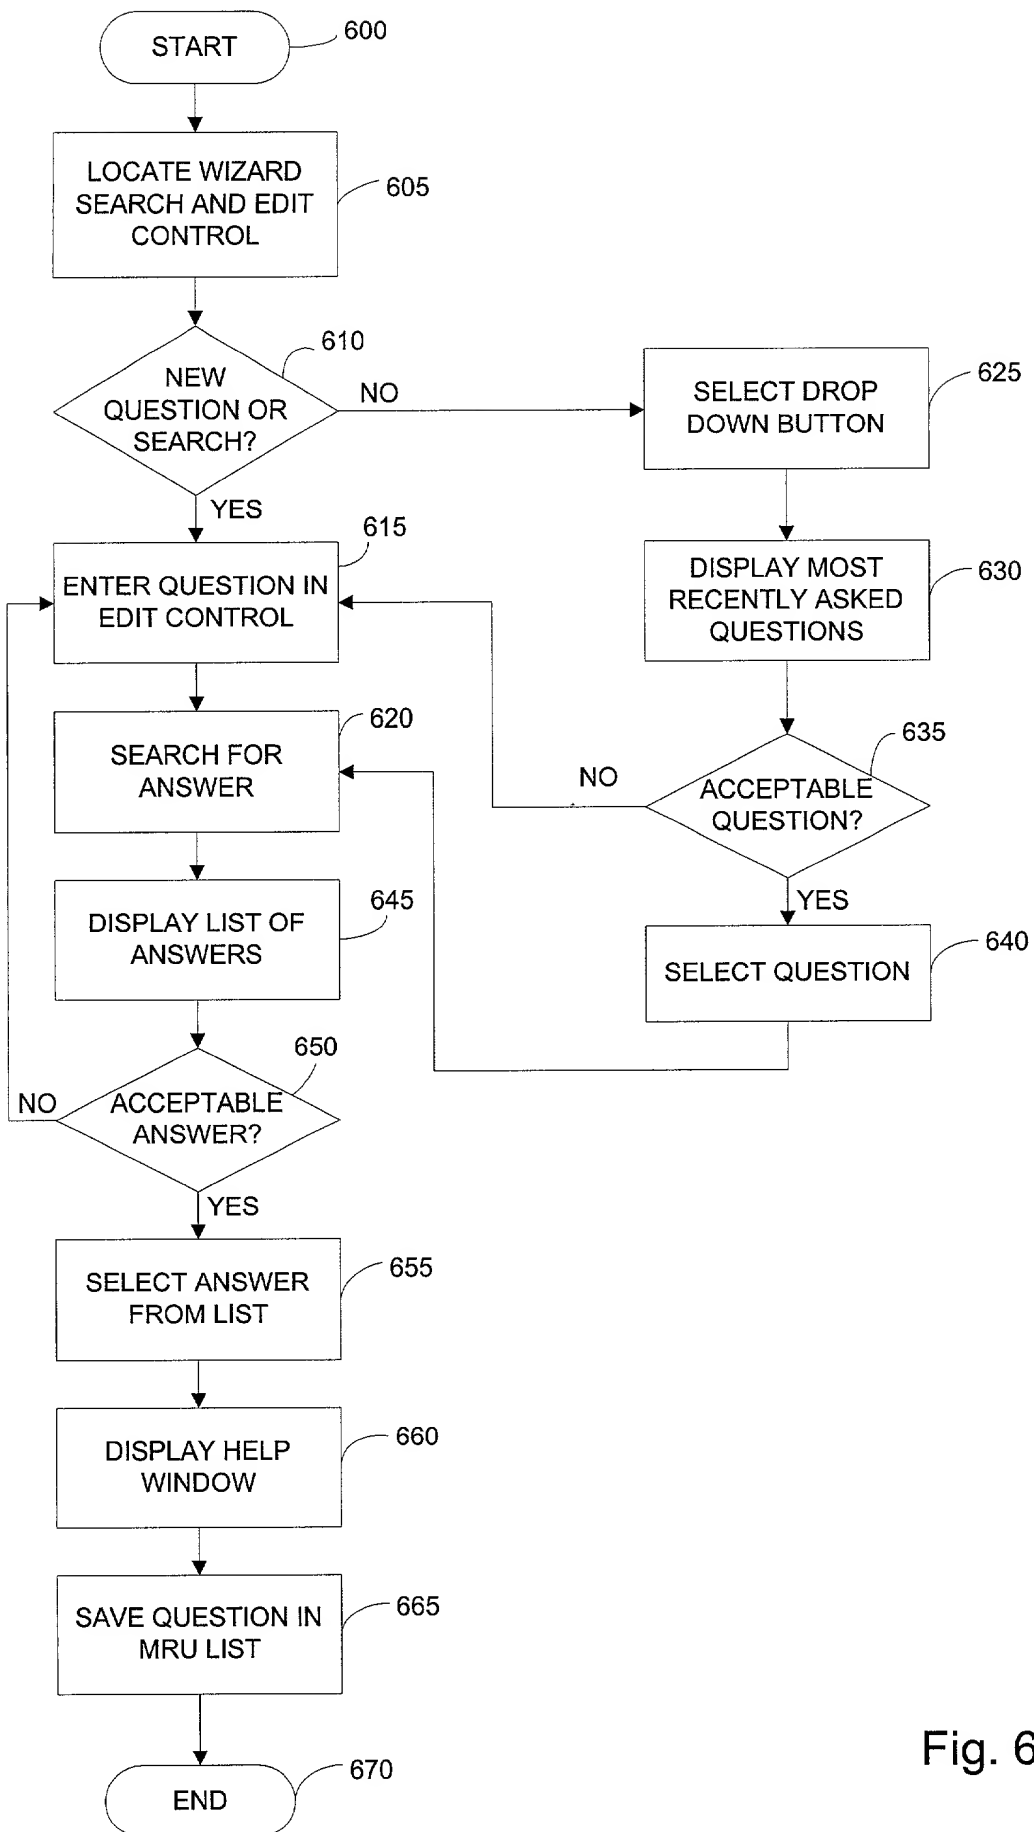 START
600
LOCATE WIZARD
SEARCH AND EDIT
CONTROL
605
NEW
QUESTION OR
SEARCH?
610
NO
YES
SELECT DROP
DOWN BUTTON
625
ENTER QUESTION IN
EDIT CONTROL
615
DISPLAY MOST
RECENTLY ASKED
QUESTIONS
630
SEARCH FOR
ANSWER
620
ACCEPTABLE
QUESTION?
635
NO
YES
DISPLAY LIST OF
ANSWERS
645
SELECT QUESTION
640
ACCEPTABLE
ANSWER?
650
NO
YES
SELECT ANSWER
FROM LIST
655
DISPLAY HELP
WINDOW
660
SAVE QUESTION IN
MRU LIST
665
END
670
Fig. 6